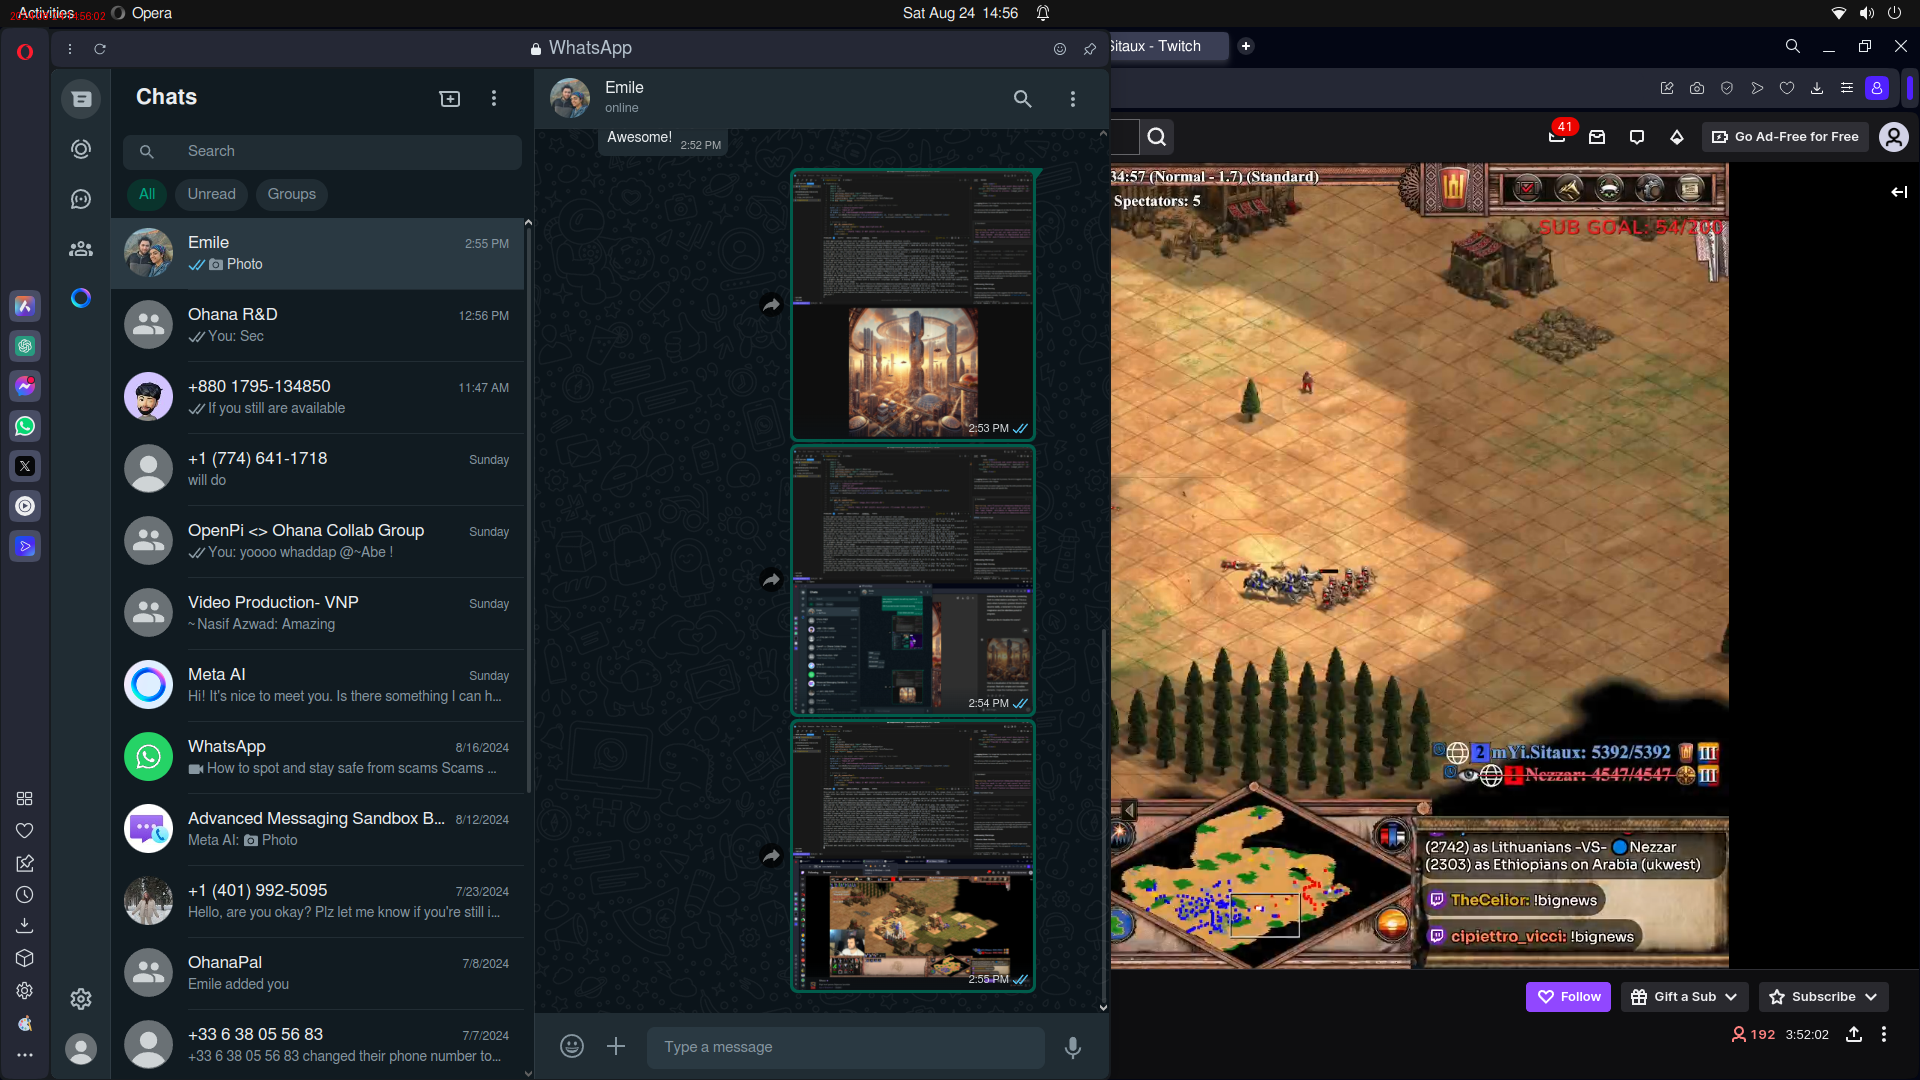 Activities
Opera
Sat Aug 24 14:56
WhatsApp
Sitaux - Twitch
Chats
Search
All
Unread
Groups
Emile
2:55 PM
Photo
Ohana R&D
12:56 PM
You: Sec
+880 1795-134850
11:47 AM
If you still are available
+1 (774) 641-1718
Sunday
will do
OpenPi <> Ohana Collab Group
Sunday
You: yoooo whaddap @~Abe !
Video Production- VNP
Sunday
~ Nasif Azwad: Amazing
Meta AI
Sunday
Hi! It's nice to meet you. Is there something I can h...
WhatsApp
8/16/2024
How to spot and stay safe from scams Scams ...
Advanced Messaging Sandbox B...
8/12/2024
Meta AI: Photo
+1 (401) 992-5095
7/23/2024
Hello, are you okay? Plz let me know if you're still i...
OhanaPal
7/8/2024
Emile added you
+33 6 38 05 56 83
7/7/2024
+33 6 38 05 56 83 changed their phone number to...
Emile
online
Awesome!
2:52 PM
2:53 PM
2:54 PM
2:55 PM
Type a message
41
Go Ad-Free for Free
34:57 (Normal - 1.7) (Standard)
Spectators: 5
SUB GOAL: 54/200
2 mYi.Sitaux: 5392/5392 III
Nezzar: 4547/4547 III
(2742) as Lithuanians -VS- Nezzar
(2303) as Ethiopians on Arabia (ukwest)
TheCelior: !bignews
cipiettro_vicci: !bignews
Follow
Gift a Sub
Subscribe
192
3:52:02